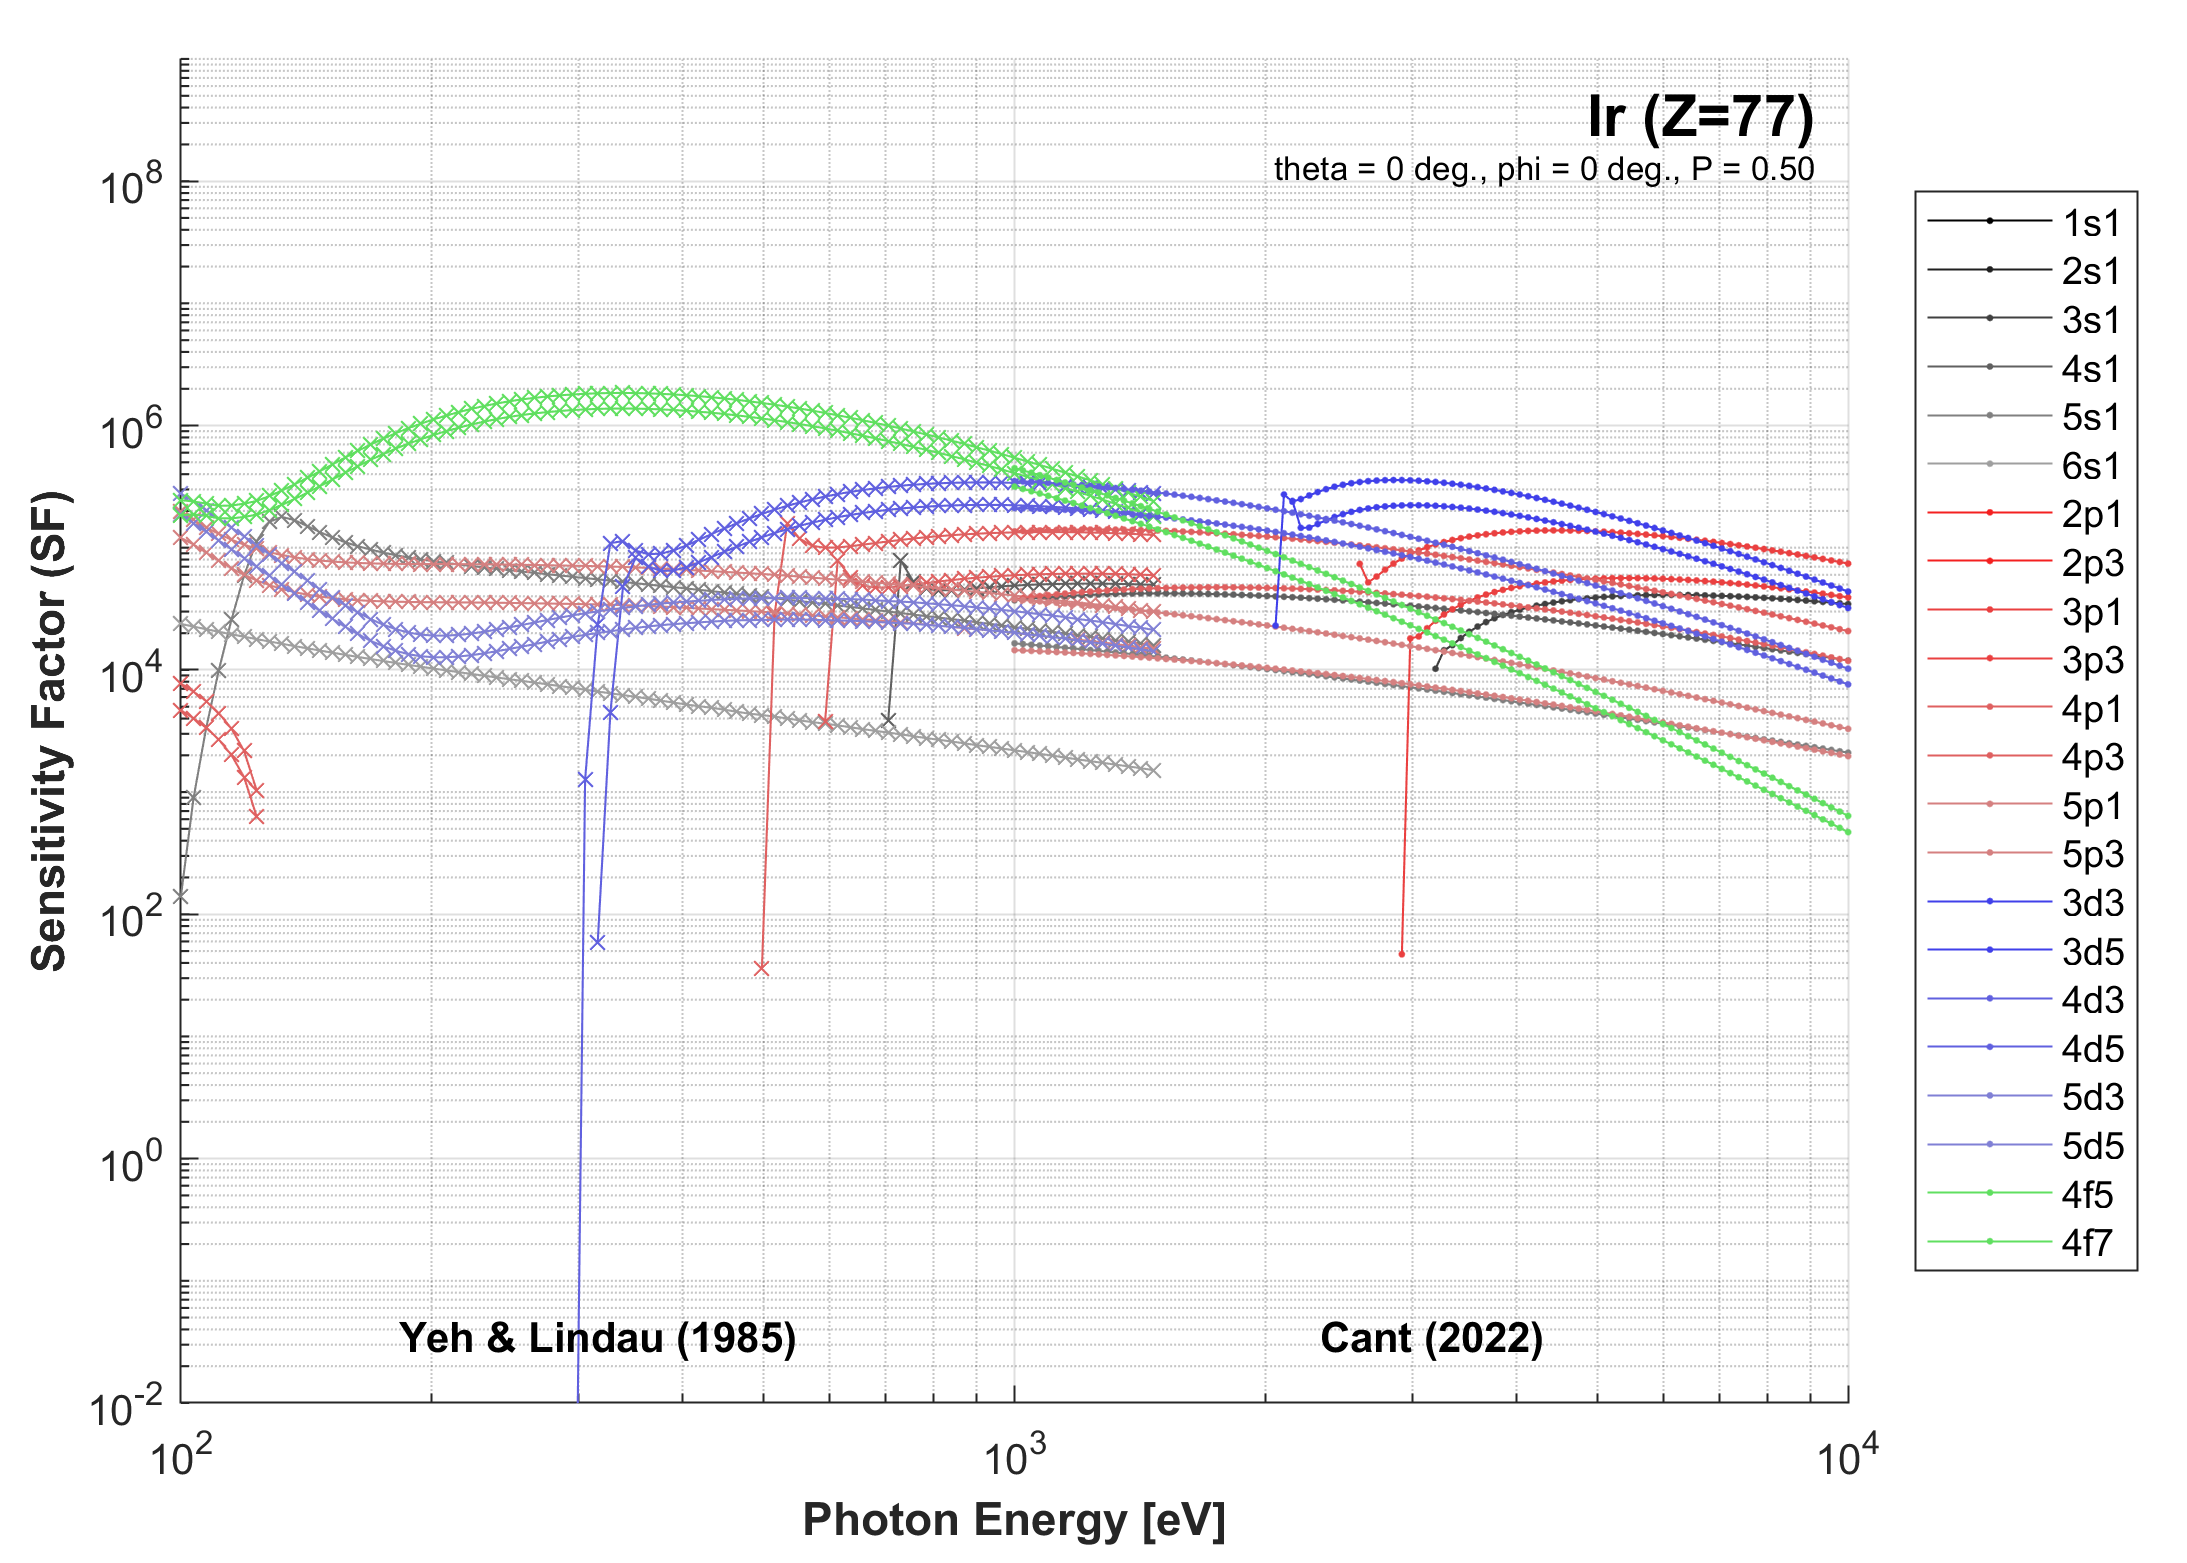 Ir (Z=77)
theta = 0 deg., phi = 0 deg., P = 0.50
Sensitivity Factor (SF)
10^8
10^6
10^4
10^2
10^0
10^-2
Yeh & Lindau (1985)
Cant (2022)
10^2
10^3
10^4
Photon Energy [eV]
1s1
2s1
3s1
4s1
5s1
6s1
2p1
2p3
3p1
3p3
4p1
4p3
5p1
5p3
3d3
3d5
4d3
4d5
5d3
5d5
4f5
4f7